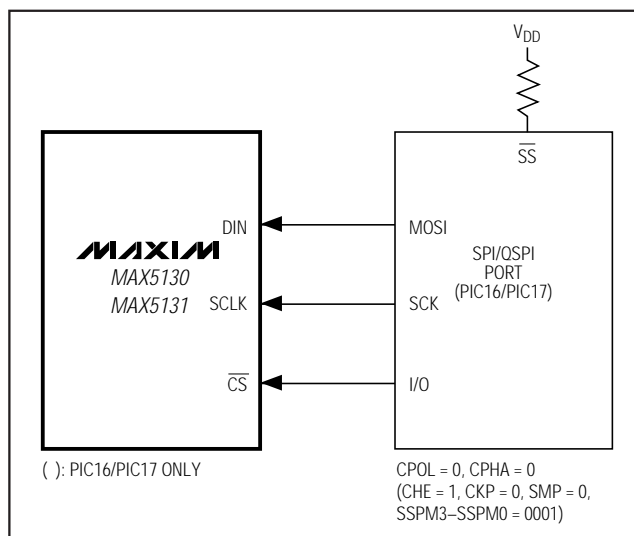 VDD
SS
DIN
MOSI
MAXIM
MAX5130
MAX5131
SPI/QSPI
PORT
(PIC16/PIC17)
SCLK
SCK
CS
I/O
( ): PIC16/PIC17 ONLY
CPOL = 0, CPHA = 0
(CHE = 1, CKP = 0, SMP = 0,
SSPM3–SSPM0 = 0001)